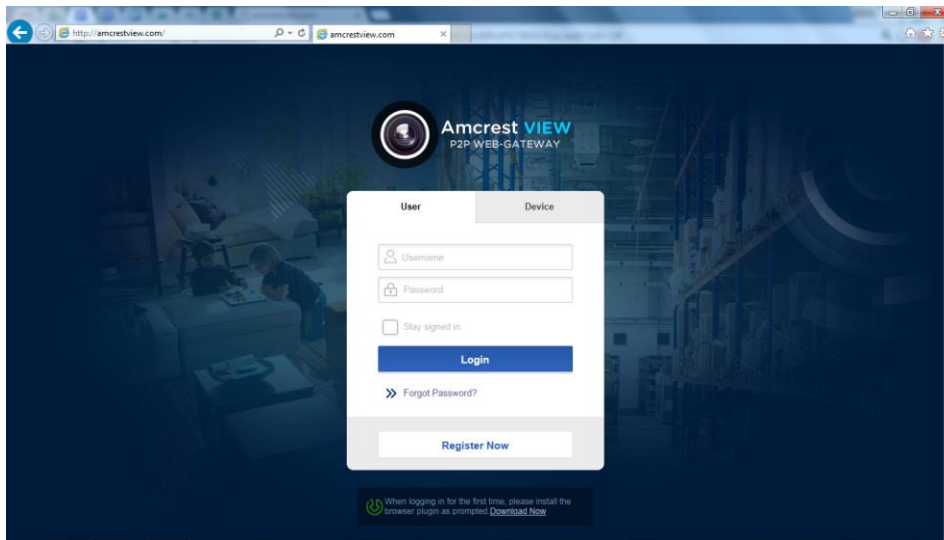 http://amcrestview.com/
amcrestview.com
Amcrest VIEW
P2P WEB-GATEWAY
User
Device
Username
Password
Stay signed in
Login
Forgot Password?
Register Now
When logging in for the first time, please install the
browser plugin as prompted Download Now